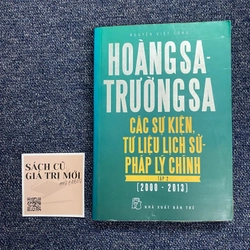 NGUYỄN VIỆT LONG
HOÀNG SA-
TRƯỜNG SA
CÁC SỰ KIỆN,
TƯ LIỆU LỊCH SỬ-
PHÁP LÝ CHÍNH
TẬP 2
(2000 - 2013)
NHÀ XUẤT BẢN TRẺ
SÁCH CŨ
GIÁ TRỊ MỚI